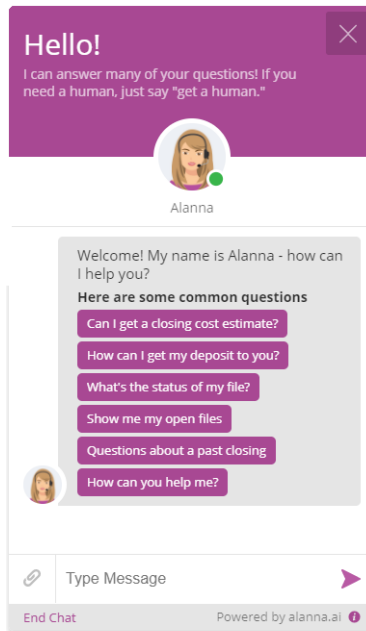 Hello!
I can answer many of your questions! If you
need a human, just say "get a human."
Alanna
Welcome! My name is Alanna - how can
I help you?
Here are some common questions
Can I get a closing cost estimate?
How can I get my deposit to you?
What's the status of my file?
Show me my open files
Questions about a past closing
How can you help me?
Type Message
End Chat Powered by alanna.ai